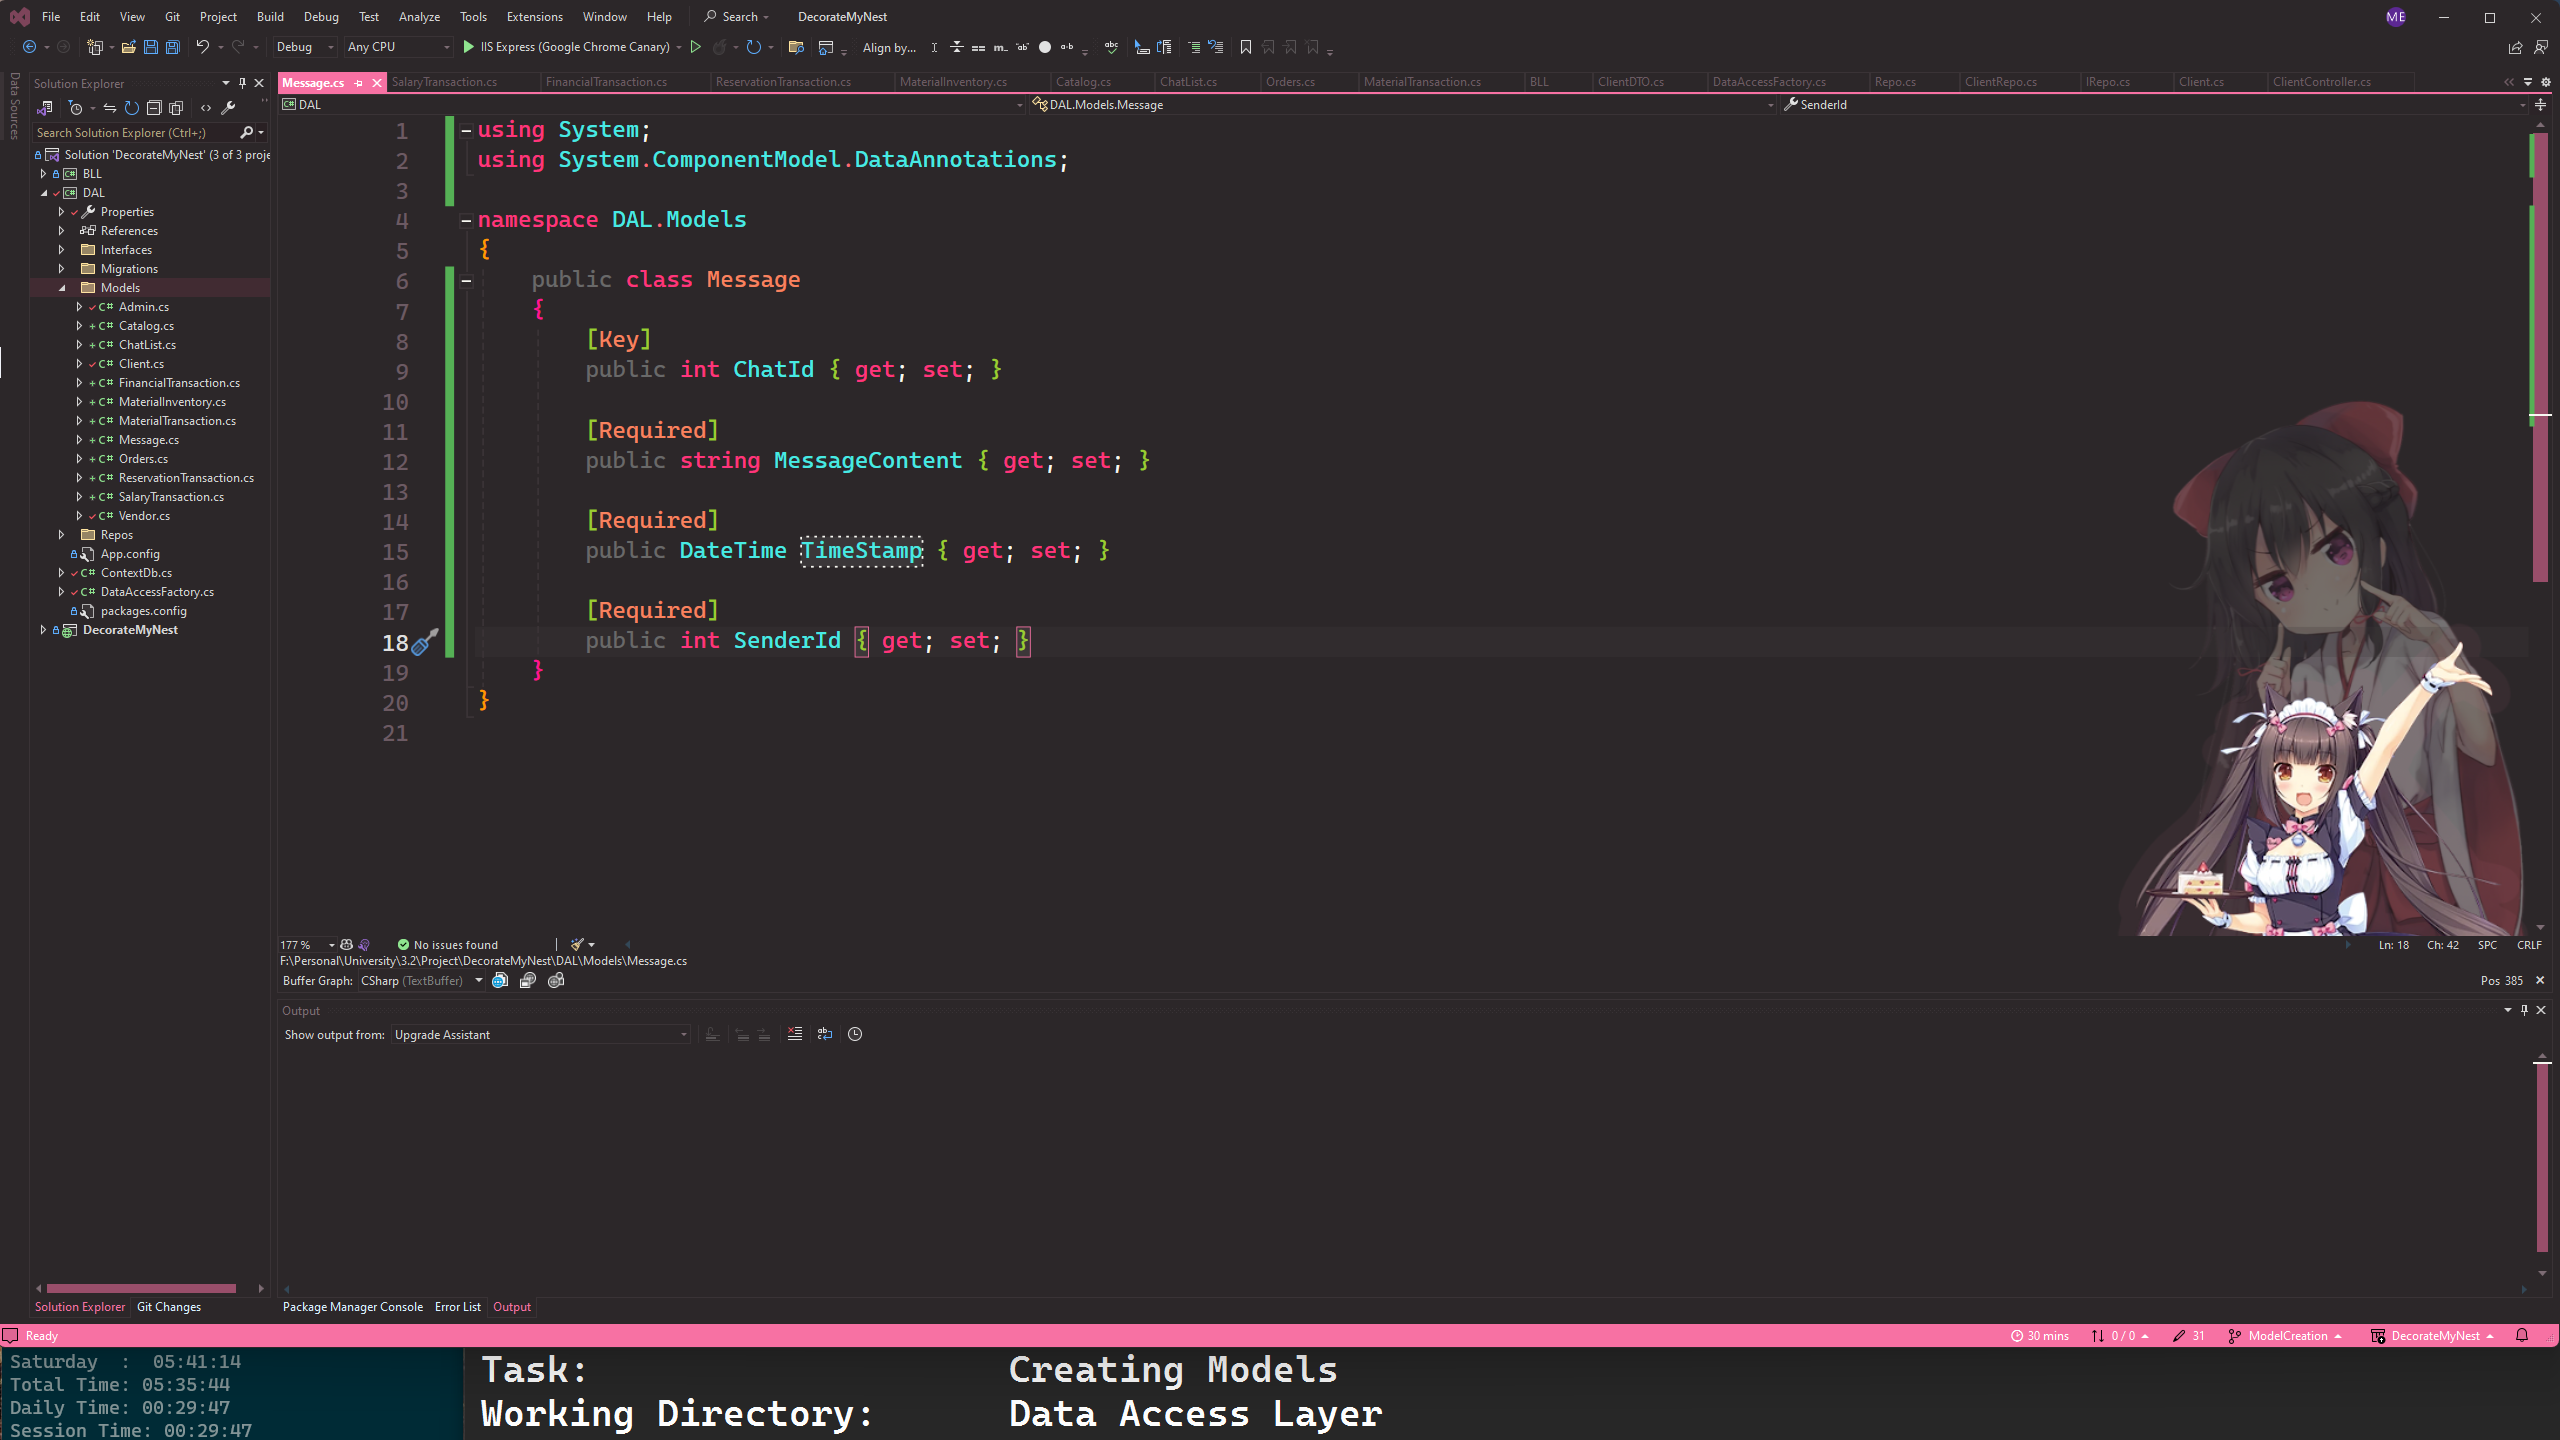 File Edit View Git Project Build Debug Test Analyze Tools Extensions Window Help Search DecorateMyNest ME
Debug Any CPU IIS Express (Google Chrome Canary) Align by...
Data Sources
Solution Explorer
Search Solution Explorer (Ctrl+;)
Solution 'DecorateMyNest' (3 of 3 proje
BLL
DAL
Properties
References
Interfaces
Migrations
Models
C# Admin.cs
C# Catalog.cs
C# ChatList.cs
C# Client.cs
C# FinancialTransaction.cs
C# MaterialInventory.cs
C# MaterialTransaction.cs
C# Message.cs
C# Orders.cs
C# ReservationTransaction.cs
C# SalaryTransaction.cs
C# Vendor.cs
Repos
App.config
C# ContextDb.cs
C# DataAccessFactory.cs
packages.config
DecorateMyNest
Solution Explorer Git Changes
Message.cs SalaryTransaction.cs FinancialTransaction.cs ReservationTransaction.cs MaterialInventory.cs Catalog.cs ChatList.cs Orders.cs MaterialTransaction.cs BLL ClientDTO.cs DataAccessFactory.cs Repo.cs ClientRepo.cs IRepo.cs Client.cs ClientController.cs
DAL DAL.Models.Message SenderId
1 using System;
2 using System.ComponentModel.DataAnnotations;
3
4 namespace DAL.Models
5 {
6 public class Message
7 {
8 [Key]
9 public int ChatId { get; set; }
10
11 [Required]
12 public string MessageContent { get; set; }
13
14 [Required]
15 public DateTime TimeStamp { get; set; }
16
17 [Required]
18 public int SenderId { get; set; }
19 }
20 }
21
177 % No issues found Ln: 18 Ch: 42 SPC CRLF
F:\Personal\University\3.2\Project\DecorateMyNest\DAL\Models\Message.cs
Buffer Graph: CSharp (TextBuffer) Pos 385
Output
Show output from: Upgrade Assistant
Package Manager Console Error List Output
Ready 30 mins 0 / 0 31 ModelCreation DecorateMyNest
Saturday : 05:41:14
Total Time: 05:35:44
Daily Time: 00:29:47
Session Time: 00:29:47
Task: Creating Models
Working Directory: Data Access Layer